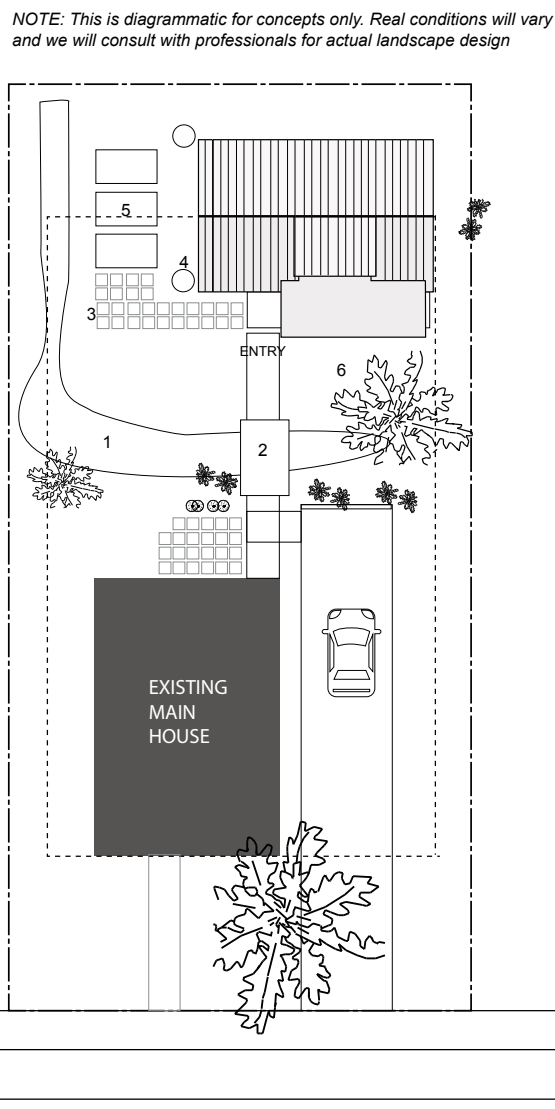 NOTE: This is diagrammatic for concepts only. Real conditions will vary
and we will consult with professionals for actual landscape design
5
4
3
ENTRY
6
1
2
EXISTING
MAIN
HOUSE